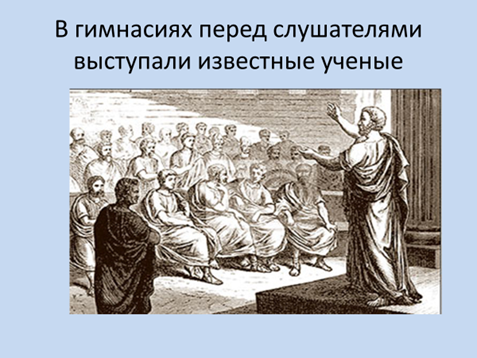 В гимнасиях перед слушателями
выступали известные ученые